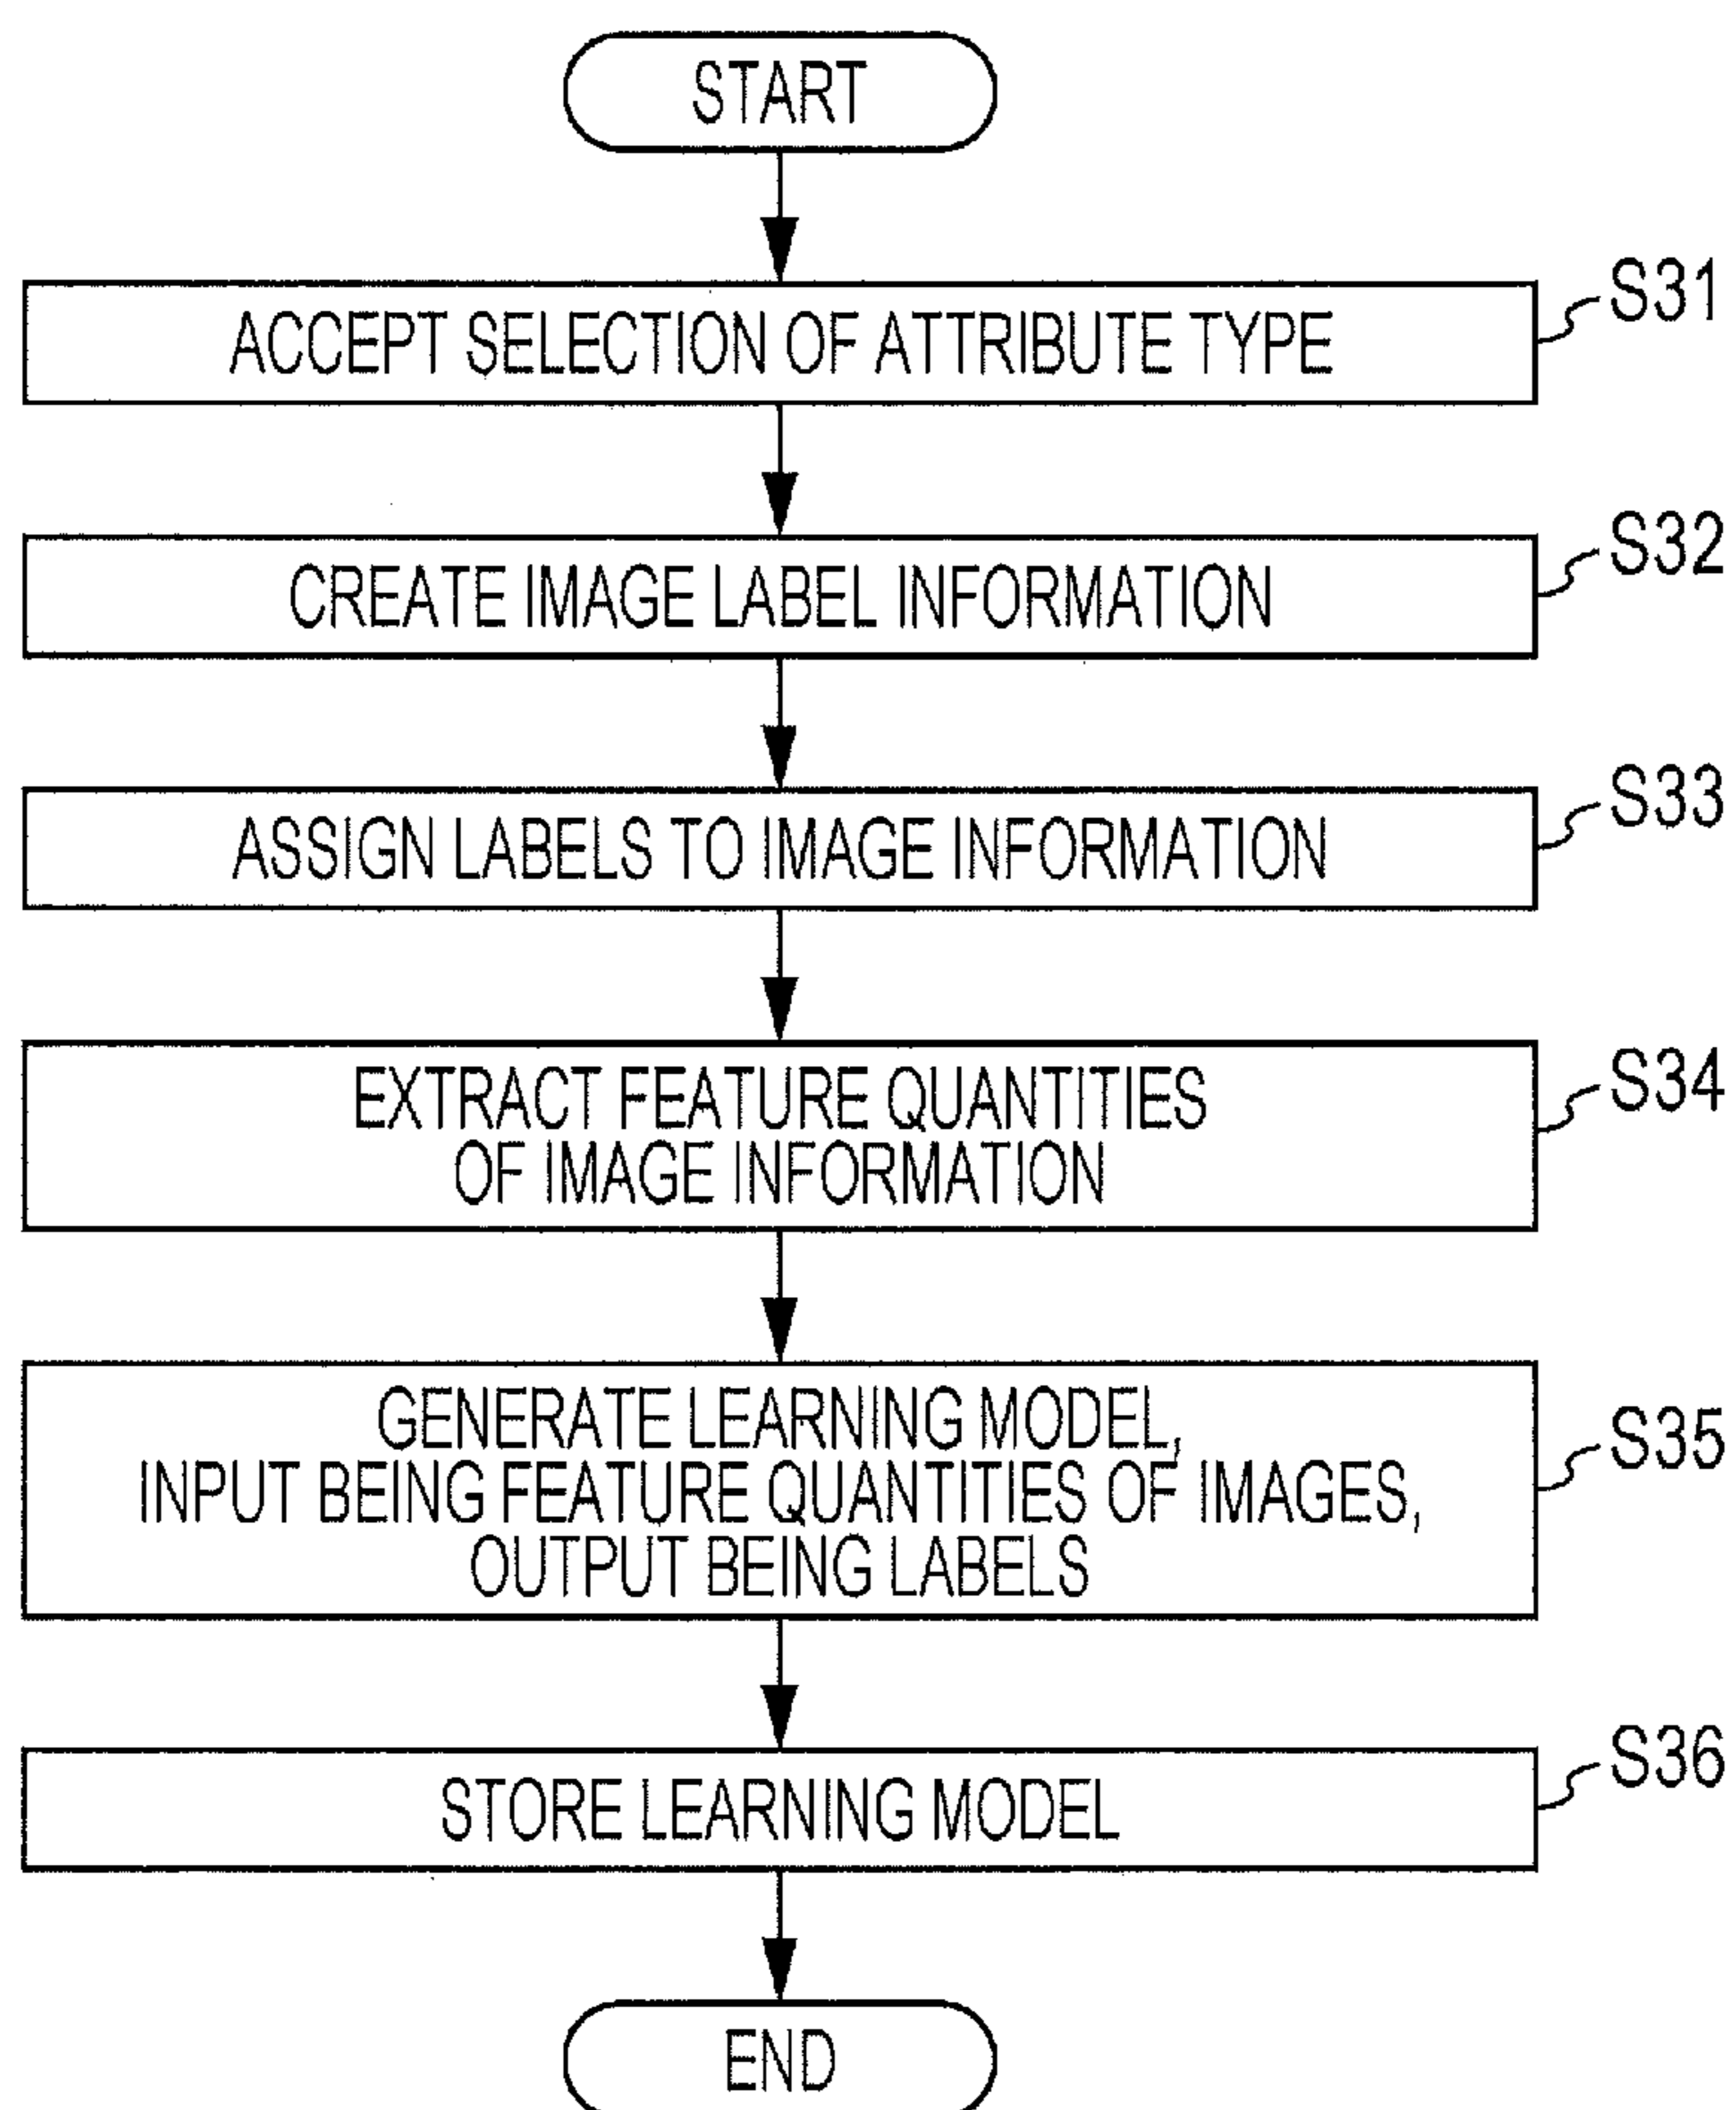 START
ACCEPT SELECTION OF ATTRIBUTE TYPE
S31
CREATE IMAGE LABEL INFORMATION
S32
ASSIGN LABELS TO IMAGE INFORMATION
S33
EXTRACT FEATURE QUANTITIES
OF IMAGE INFORMATION
S34
GENERATE LEARNING MODEL,
INPUT BEING FEATURE QUANTITIES OF IMAGES,
OUTPUT BEING LABELS
S35
STORE LEARNING MODEL
S36
END